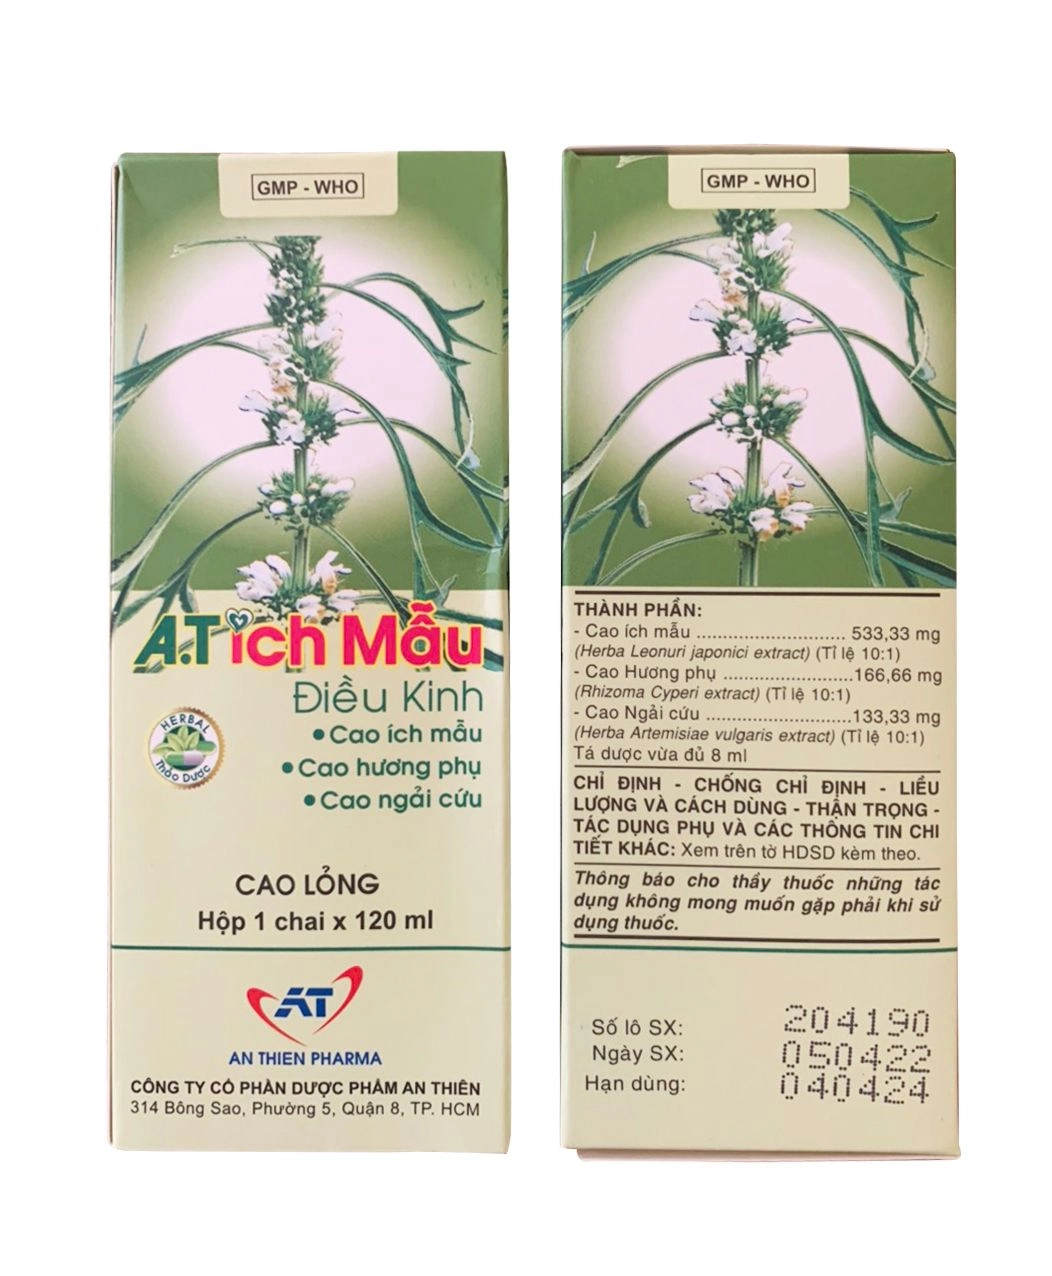 GMP - WHO
A.T ích Mẫu
Điều Kinh
HERBAL
Thảo Dược
• Cao ích mẫu
• Cao hương phụ
• Cao ngải cứu
CAO LỎNG
Hộp 1 chai x 120 ml
AT
AN THIEN PHARMA
CÔNG TY CỔ PHẦN DƯỢC PHẨM AN THIÊN
314 Bông Sao, Phường 5, Quận 8, TP. HCM
GMP - WHO
THÀNH PHẦN:
- Cao ích mẫu ............................ 533,33 mg
(Herba Leonuri japonici extract) (Tỉ lệ 10:1)
- Cao Hương phụ ........................166,66 mg
(Rhizoma Cyperi extract) (Tỉ lệ 10:1)
- Cao Ngải cứu ...........................133,33 mg
(Herba Artemisiae vulgaris extract) (Tỉ lệ 10:1)
Tá dược vừa đủ 8 ml
CHỈ ĐỊNH - CHỐNG CHỈ ĐỊNH - LIỀU
LƯỢNG VÀ CÁCH DÙNG - THẬN TRỌNG -
TÁC DỤNG PHỤ VÀ CÁC THÔNG TIN CHI
TIẾT KHÁC: Xem trên tờ HDSD kèm theo.
Thông báo cho thầy thuốc những tác
dụng không mong muốn gặp phải khi sử
dụng thuốc.
Số lô SX: 204190
Ngày SX: 050422
Hạn dùng: 040424